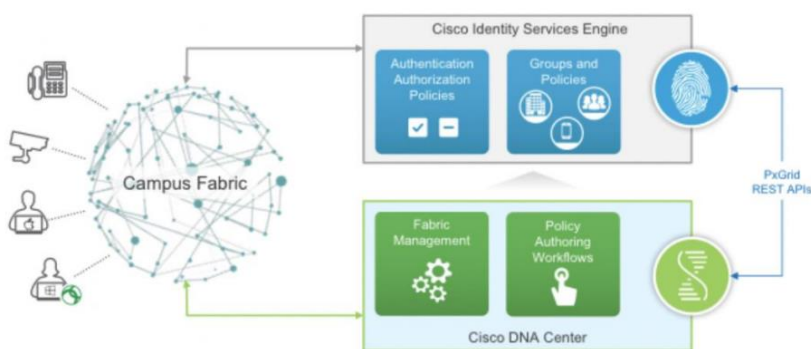 Cisco Identity Services Engine
Authentication
Authorization
Policies
Groups and
Policies
Campus Fabric
PxGrid
REST APIs
Fabric
Management
Policy
Authoring
Workflows
Cisco DNA Center